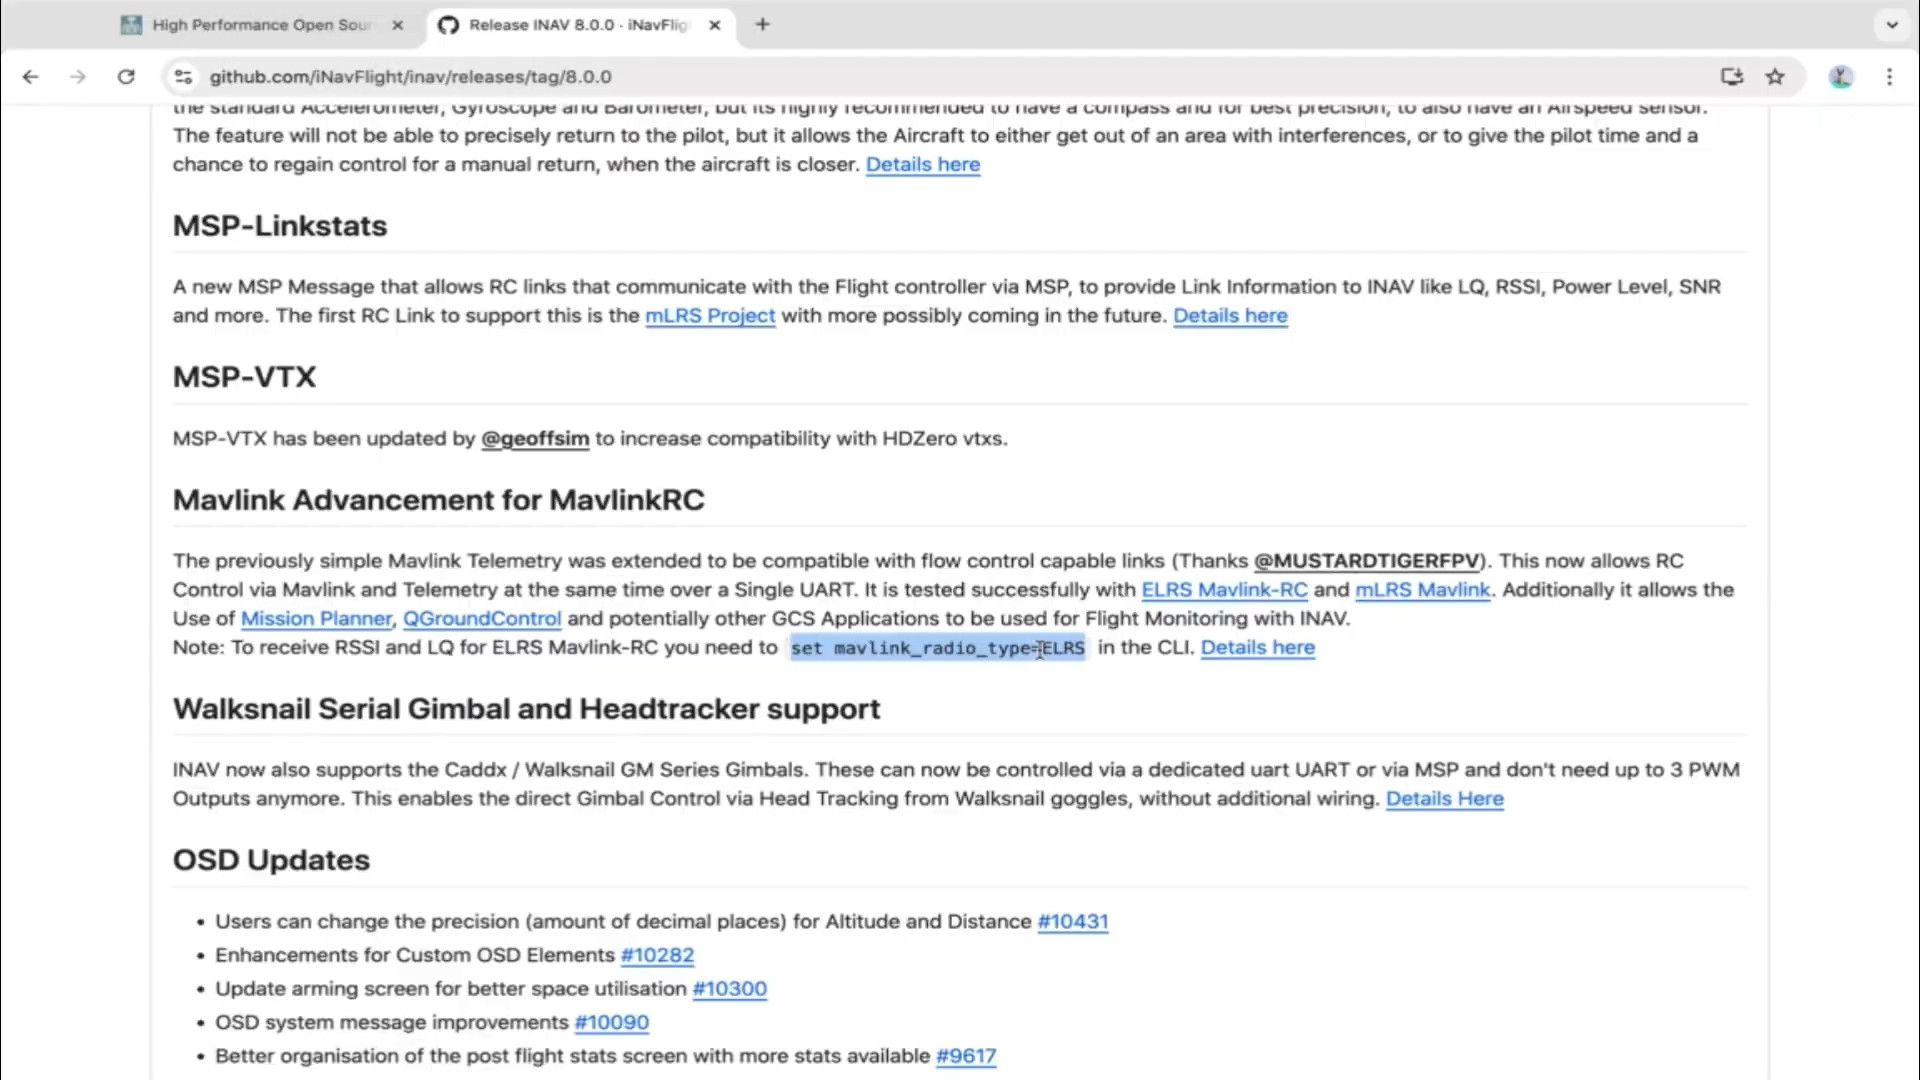 High Performance Open Sour
Release INAV 8.0.0 · iNavFlig
github.com/iNavFlight/inav/releases/tag/8.0.0
the standard Accelerometer, Gyroscope and Barometer, but its highly recommended to have a compass and for best precision, to also have an Airspeed sensor.
The feature will not be able to precisely return to the pilot, but it allows the Aircraft to either get out of an area with interferences, or to give the pilot time and a
chance to regain control for a manual return, when the aircraft is closer. Details here
MSP-Linkstats
A new MSP Message that allows RC links that communicate with the Flight controller via MSP, to provide Link Information to INAV like LQ, RSSI, Power Level, SNR
and more. The first RC Link to support this is the mLRS Project with more possibly coming in the future. Details here
MSP-VTX
MSP-VTX has been updated by @geoffsim to increase compatibility with HDZero vtxs.
Mavlink Advancement for MavlinkRC
The previously simple Mavlink Telemetry was extended to be compatible with flow control capable links (Thanks @MUSTARDTIGERFPV). This now allows RC
Control via Mavlink and Telemetry at the same time over a Single UART. It is tested successfully with ELRS Mavlink-RC and mLRS Mavlink. Additionally it allows the
Use of Mission Planner, QGroundControl and potentially other GCS Applications to be used for Flight Monitoring with INAV.
Note: To receive RSSI and LQ for ELRS Mavlink-RC you need to set mavlink_radio_type=ELRS in the CLI. Details here
Walksnail Serial Gimbal and Headtracker support
INAV now also supports the Caddx / Walksnail GM Series Gimbals. These can now be controlled via a dedicated uart UART or via MSP and don't need up to 3 PWM
Outputs anymore. This enables the direct Gimbal Control via Head Tracking from Walksnail goggles, without additional wiring. Details Here
OSD Updates
• Users can change the precision (amount of decimal places) for Altitude and Distance #10431
• Enhancements for Custom OSD Elements #10282
• Update arming screen for better space utilisation #10300
• OSD system message improvements #10090
• Better organisation of the post flight stats screen with more stats available #9617